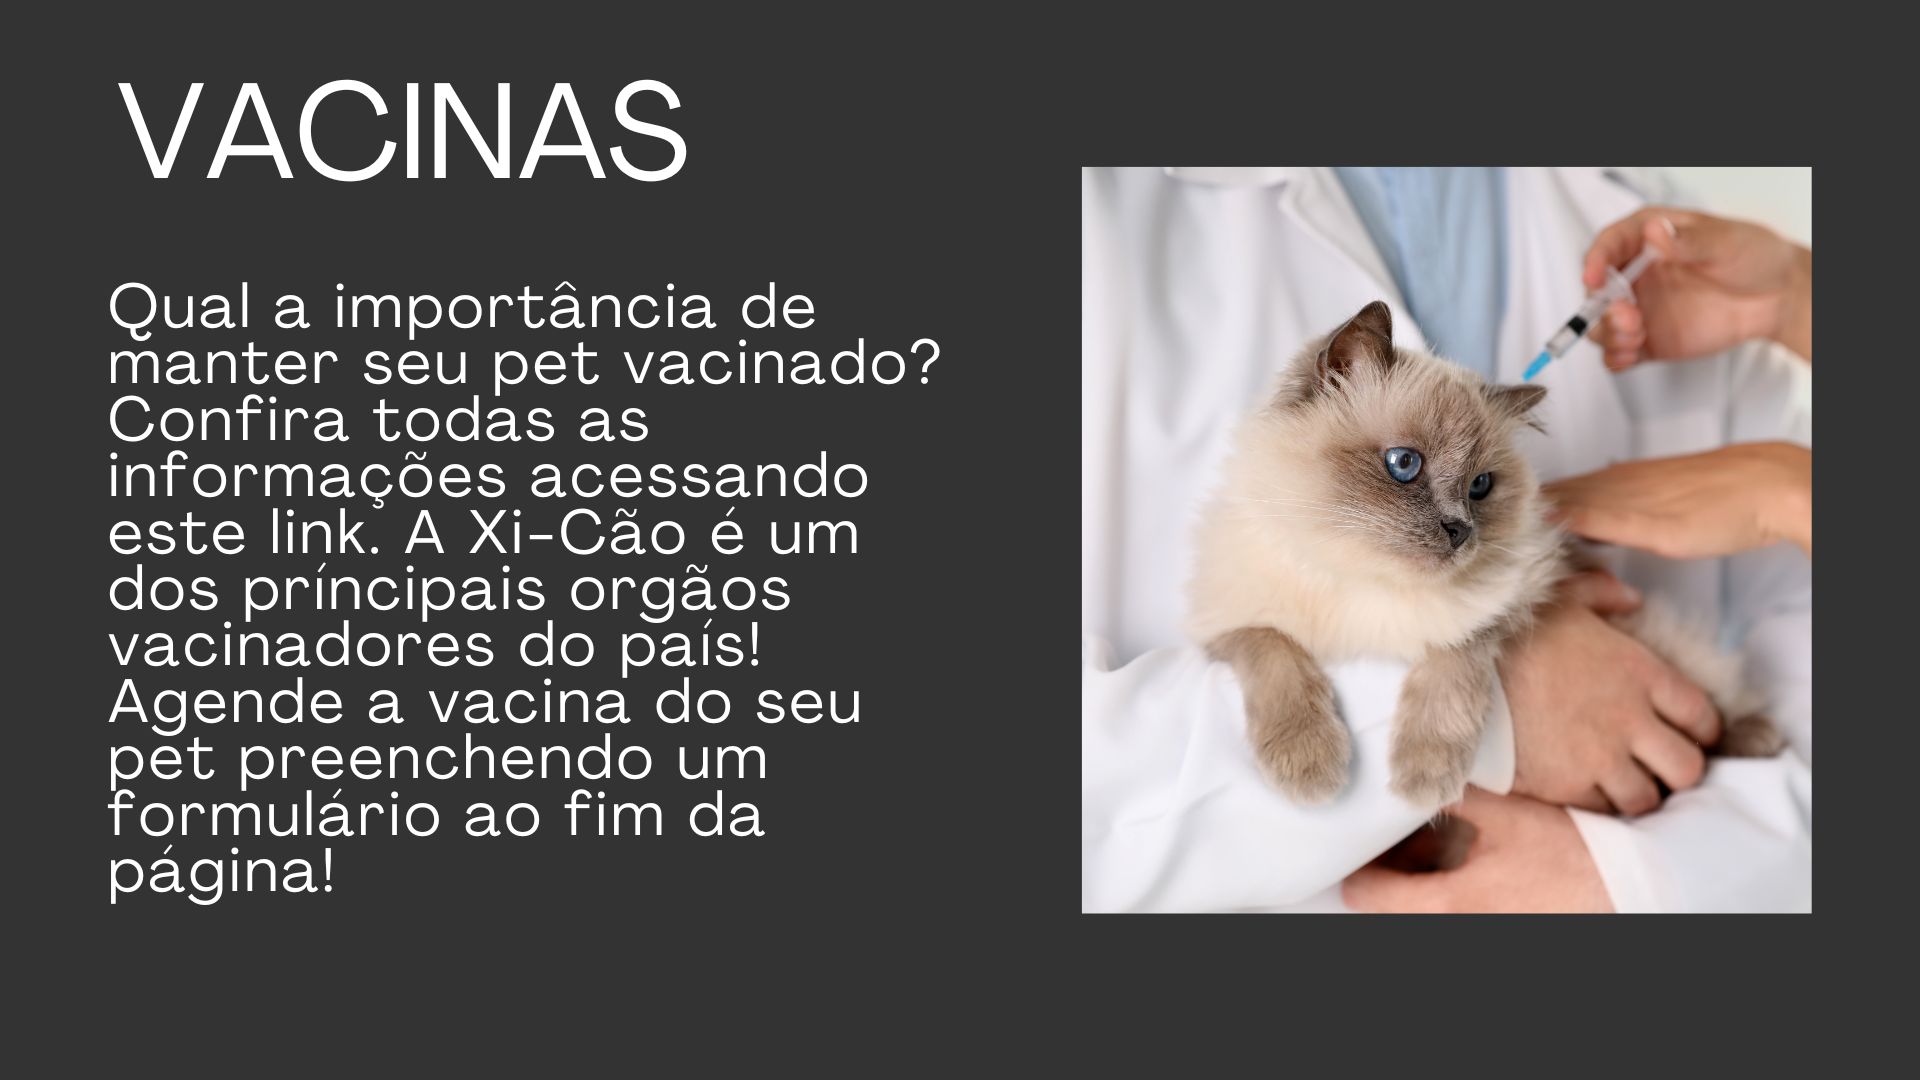 VACINAS
Qual a importância de
manter seu pet vacinado?
Confira todas as
informações acessando
este link. A Xi-Cão é um
dos príncipais orgãos
vacinadores do país!
Agende a vacina do seu
pet preenchendo um
formulário ao fim da
página!